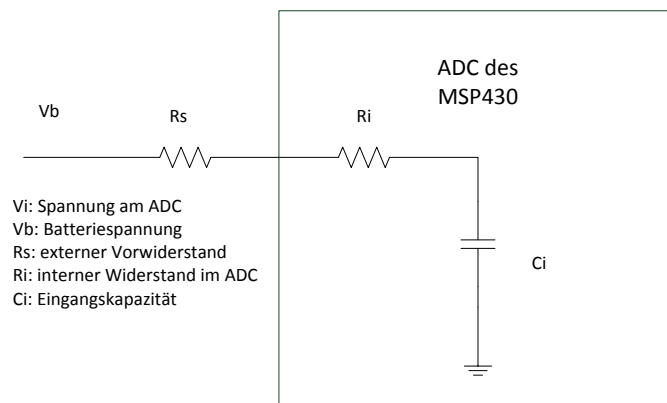 ADC des
MSP430
Vb
Rs
Ri
Vi: Spannung am ADC
Vb: Batteriespannung
Rs: externer Vorwiderstand
Ri: interner Widerstand im ADC
Ci: Eingangskapazität
Ci